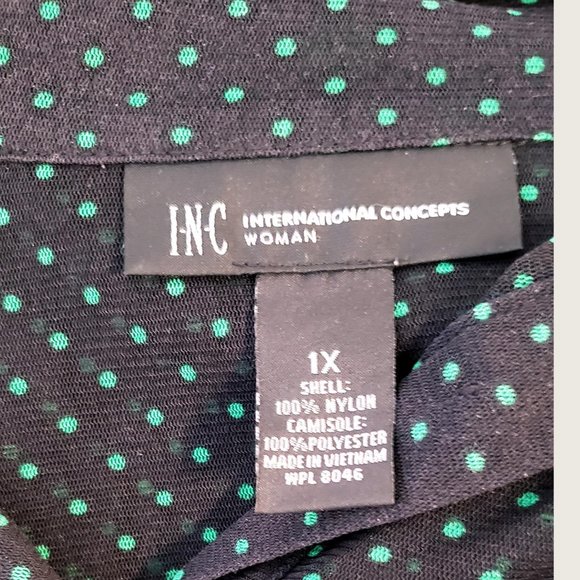 I·N·C INTERNATIONAL CONCEPTS
WOMAN
1X
SHELL:
100% NYLON
CAMISOLE:
100% POLYESTER
MADE IN VIETNAM
WPL 8046